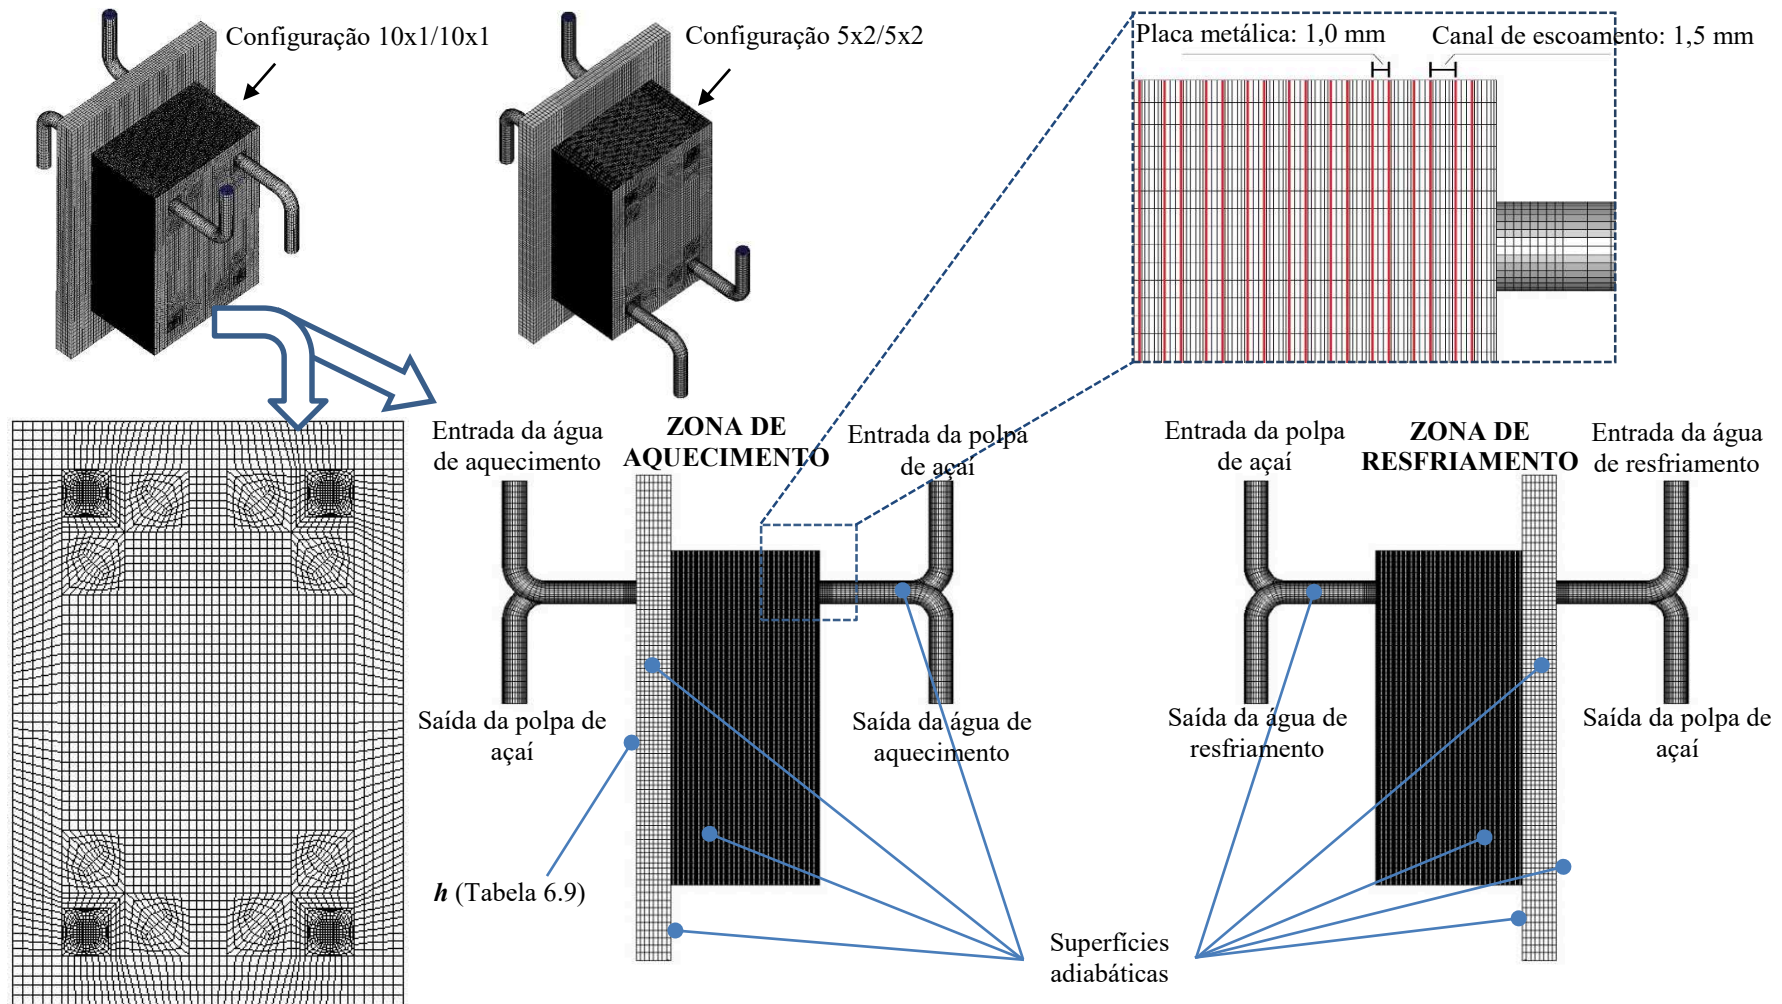 Configuração 10x1/10x1
Configuração 5x2/5x2
Placa metálica: 1,0 mm
Canal de escoamento: 1,5 mm
Entrada da água
de aquecimento
ZONA DE
AQUECIMENTO
Entrada da polpa
de açaí
Entrada da polpa
de açaí
ZONA DE
RESFRIAMENTO
Entrada da água
de resfriamento
Saída da polpa de
açaí
Saída da água de
aquecimento
Saída da água de
resfriamento
Saída da polpa de
açaí
h (Tabela 6.9)
Superfícies
adiabáticas